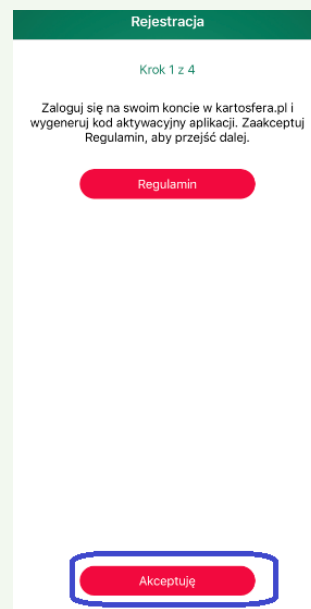 Rejestracja
Krok 1 z 4
Zaloguj się na swoim koncie w kartosfera.pl i
wygeneruj kod aktywacyjny aplikacji. Zaakceptuj
Regulamin, aby przejść dalej.
Regulamin
Akceptuję